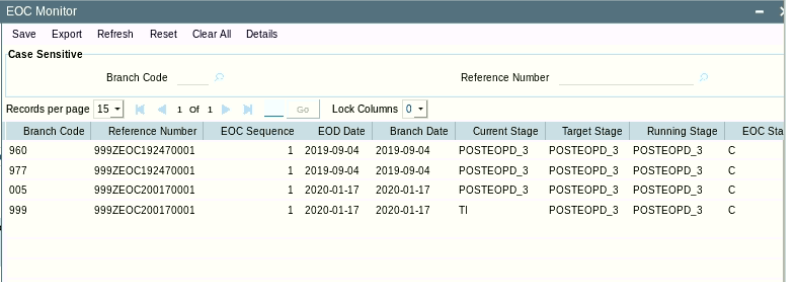 EOC Monitor
Save Export Refresh Reset Clear All Details
Case Sensitive
Branch Code Reference Number
Records per page 15 1 Of 1 Go Lock Columns 0
Branch Code Reference Number EOC Sequence EOD Date Branch Date Current Stage Target Stage Running Stage EOC Sta
960 999ZEOC192470001 1 2019-09-04 2019-09-04 POSTEOPD_3 POSTEOPD_3 POSTEOPD_3 C
977 999ZEOC192470001 1 2019-09-04 2019-09-04 POSTEOPD_3 POSTEOPD_3 POSTEOPD_3 C
005 999ZEOC200170001 1 2020-01-17 2020-01-17 POSTEOPD_3 POSTEOPD_3 POSTEOPD_3 C
999 999ZEOC200170001 1 2020-01-17 2020-01-17 TI POSTEOPD_3 POSTEOPD_3 C